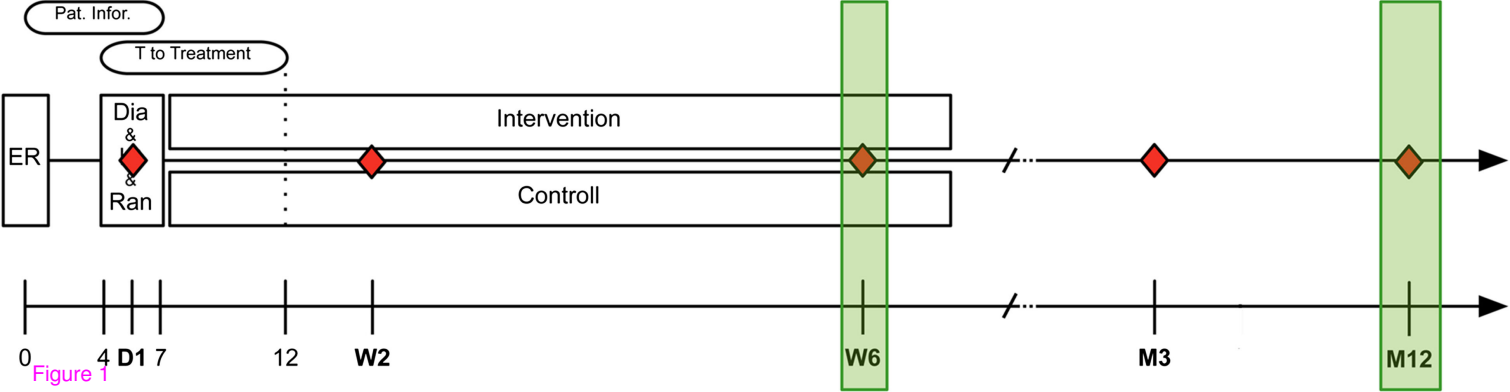 Pat. Infor.
T to Treatment
ER
Dia
&
&
Ran
Intervention
Controll
0 4 D1 7 12 W2 W6 M3 M12
Figure 1